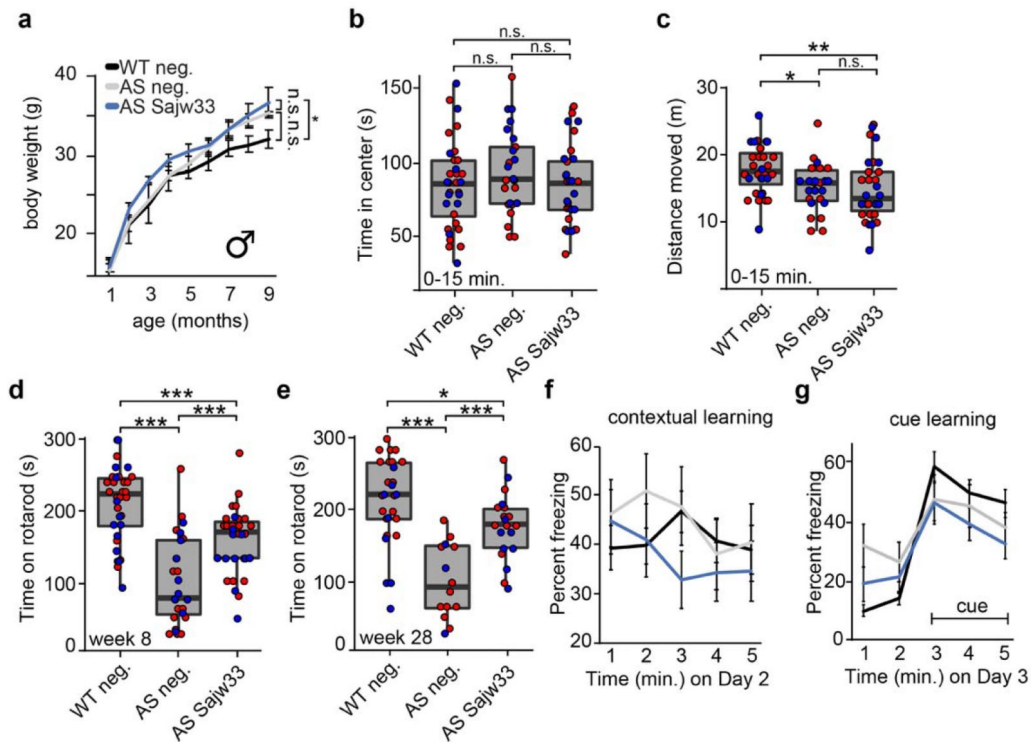 a
WT neg.
AS neg.
AS Sajw33
body weight (g)
40
30
20
n.s.
n.s.
*
♂
1 3 5 7 9
age (months)
b
n.s.
n.s. n.s.
Time in center (s)
150
100
50
0-15 min.
WT neg. AS neg. AS Sajw33
c
**
* n.s.
Distance moved (m)
30
20
10
0-15 min.
WT neg. AS neg. AS Sajw33
d
***
*** ***
Time on rotarod (s)
300
200
100
0
week 8
WT neg. AS neg. AS Sajw33
e
*
*** ***
Time on rotarod (s)
300
200
100
0
week 28
WT neg. AS neg. AS Sajw33
f
contextual learning
Percent freezing
60
50
40
30
20
1 2 3 4 5
Time (min.) on Day 2
g
cue learning
Percent freezing
60
40
20
0
cue
1 2 3 4 5
Time (min.) on Day 3